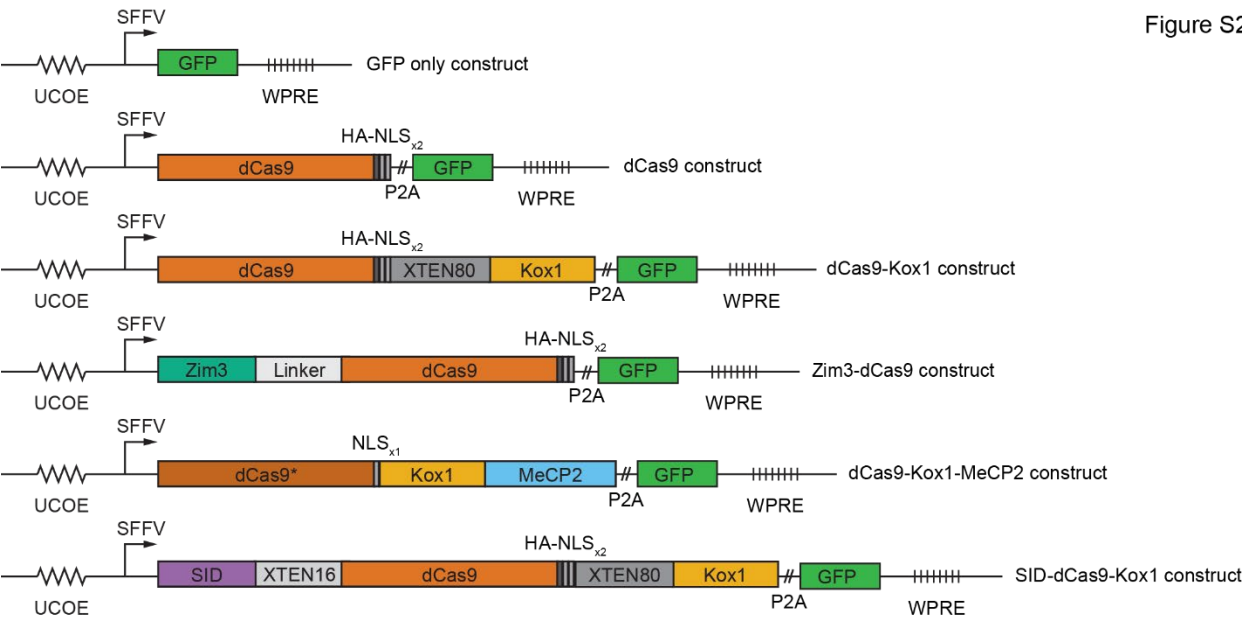 Figure S2
SFFV
GFP
GFP only construct
UCOE
WPRE
SFFV
HA-NLSx2
dCas9
GFP
dCas9 construct
UCOE
P2A
WPRE
SFFV
HA-NLSx2
dCas9
XTEN80
Kox1
GFP
dCas9-Kox1 construct
UCOE
P2A
WPRE
SFFV
HA-NLSx2
Zim3
Linker
dCas9
GFP
Zim3-dCas9 construct
UCOE
P2A
WPRE
SFFV
NLSx1
dCas9*
Kox1
MeCP2
GFP
dCas9-Kox1-MeCP2 construct
UCOE
P2A
WPRE
SFFV
HA-NLSx2
SID
XTEN16
dCas9
XTEN80
Kox1
GFP
SID-dCas9-Kox1 construct
UCOE
P2A
WPRE